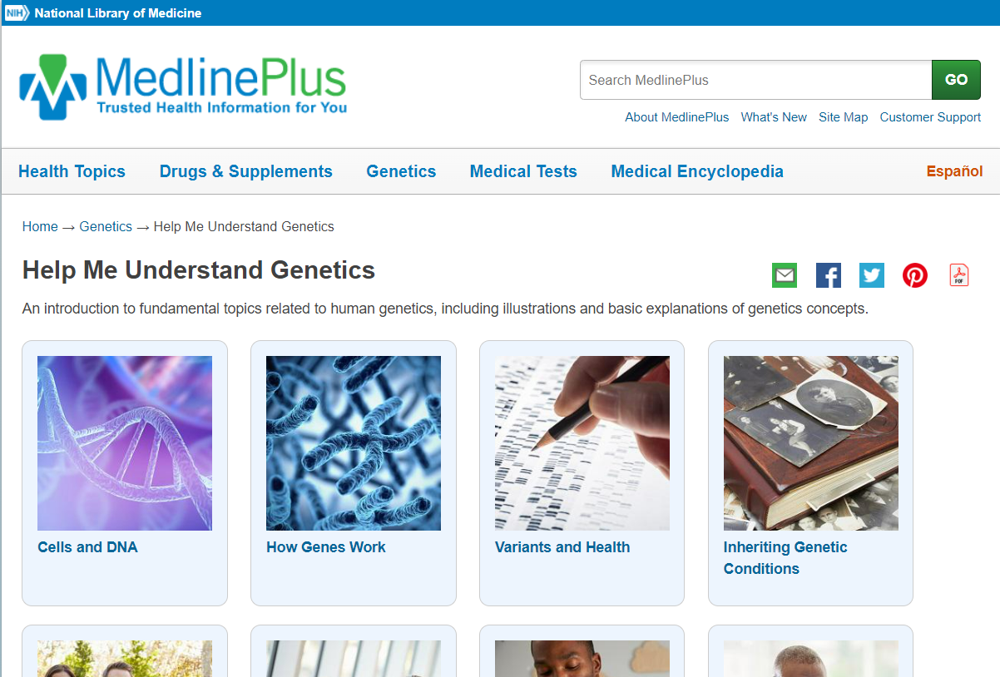 NIH National Library of Medicine
MedlinePlus
Trusted Health Information for You
Search MedlinePlus
GO
About MedlinePlus What's New Site Map Customer Support
Health Topics Drugs & Supplements Genetics Medical Tests Medical Encyclopedia Español
Home → Genetics → Help Me Understand Genetics
Help Me Understand Genetics
PDF
An introduction to fundamental topics related to human genetics, including illustrations and basic explanations of genetics concepts.
Cells and DNA
How Genes Work
Variants and Health
Inheriting Genetic
Conditions